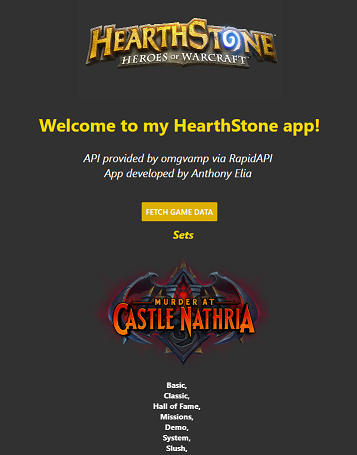 HEARTHSTONE
HEROES OF WARCRAFT
Welcome to my HearthStone app!
API provided by omgvamp via RapidAPI
App developed by Anthony Elia
FETCH GAME DATA
Sets
MURDER AT
CASTLE NATHRIA
Basic,
Classic,
Hall of Fame,
Missions,
Demo,
System,
Slush,